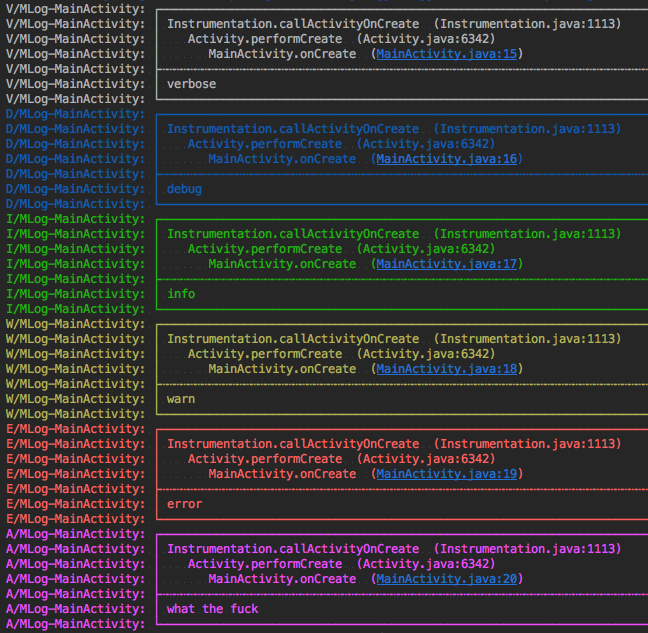 V/MLog-MainActivity:
V/MLog-MainActivity: Instrumentation.callActivityOnCreate (Instrumentation.java:1113)
V/MLog-MainActivity: Activity.performCreate (Activity.java:6342)
V/MLog-MainActivity: MainActivity.onCreate (MainActivity.java:15)
V/MLog-MainActivity:
V/MLog-MainActivity: verbose
V/MLog-MainActivity:
D/MLog-MainActivity:
D/MLog-MainActivity: Instrumentation.callActivityOnCreate (Instrumentation.java:1113)
D/MLog-MainActivity: Activity.performCreate (Activity.java:6342)
D/MLog-MainActivity: MainActivity.onCreate (MainActivity.java:16)
D/MLog-MainActivity:
D/MLog-MainActivity: debug
D/MLog-MainActivity:
I/MLog-MainActivity:
I/MLog-MainActivity: Instrumentation.callActivityOnCreate (Instrumentation.java:1113)
I/MLog-MainActivity: Activity.performCreate (Activity.java:6342)
I/MLog-MainActivity: MainActivity.onCreate (MainActivity.java:17)
I/MLog-MainActivity:
I/MLog-MainActivity: info
I/MLog-MainActivity:
W/MLog-MainActivity:
W/MLog-MainActivity: Instrumentation.callActivityOnCreate (Instrumentation.java:1113)
W/MLog-MainActivity: Activity.performCreate (Activity.java:6342)
W/MLog-MainActivity: MainActivity.onCreate (MainActivity.java:18)
W/MLog-MainActivity:
W/MLog-MainActivity: warn
W/MLog-MainActivity:
E/MLog-MainActivity:
E/MLog-MainActivity: Instrumentation.callActivityOnCreate (Instrumentation.java:1113)
E/MLog-MainActivity: Activity.performCreate (Activity.java:6342)
E/MLog-MainActivity: MainActivity.onCreate (MainActivity.java:19)
E/MLog-MainActivity:
E/MLog-MainActivity: error
E/MLog-MainActivity:
A/MLog-MainActivity:
A/MLog-MainActivity: Instrumentation.callActivityOnCreate (Instrumentation.java:1113)
A/MLog-MainActivity: Activity.performCreate (Activity.java:6342)
A/MLog-MainActivity: MainActivity.onCreate (MainActivity.java:20)
A/MLog-MainActivity:
A/MLog-MainActivity: what the fuck
A/MLog-MainActivity: